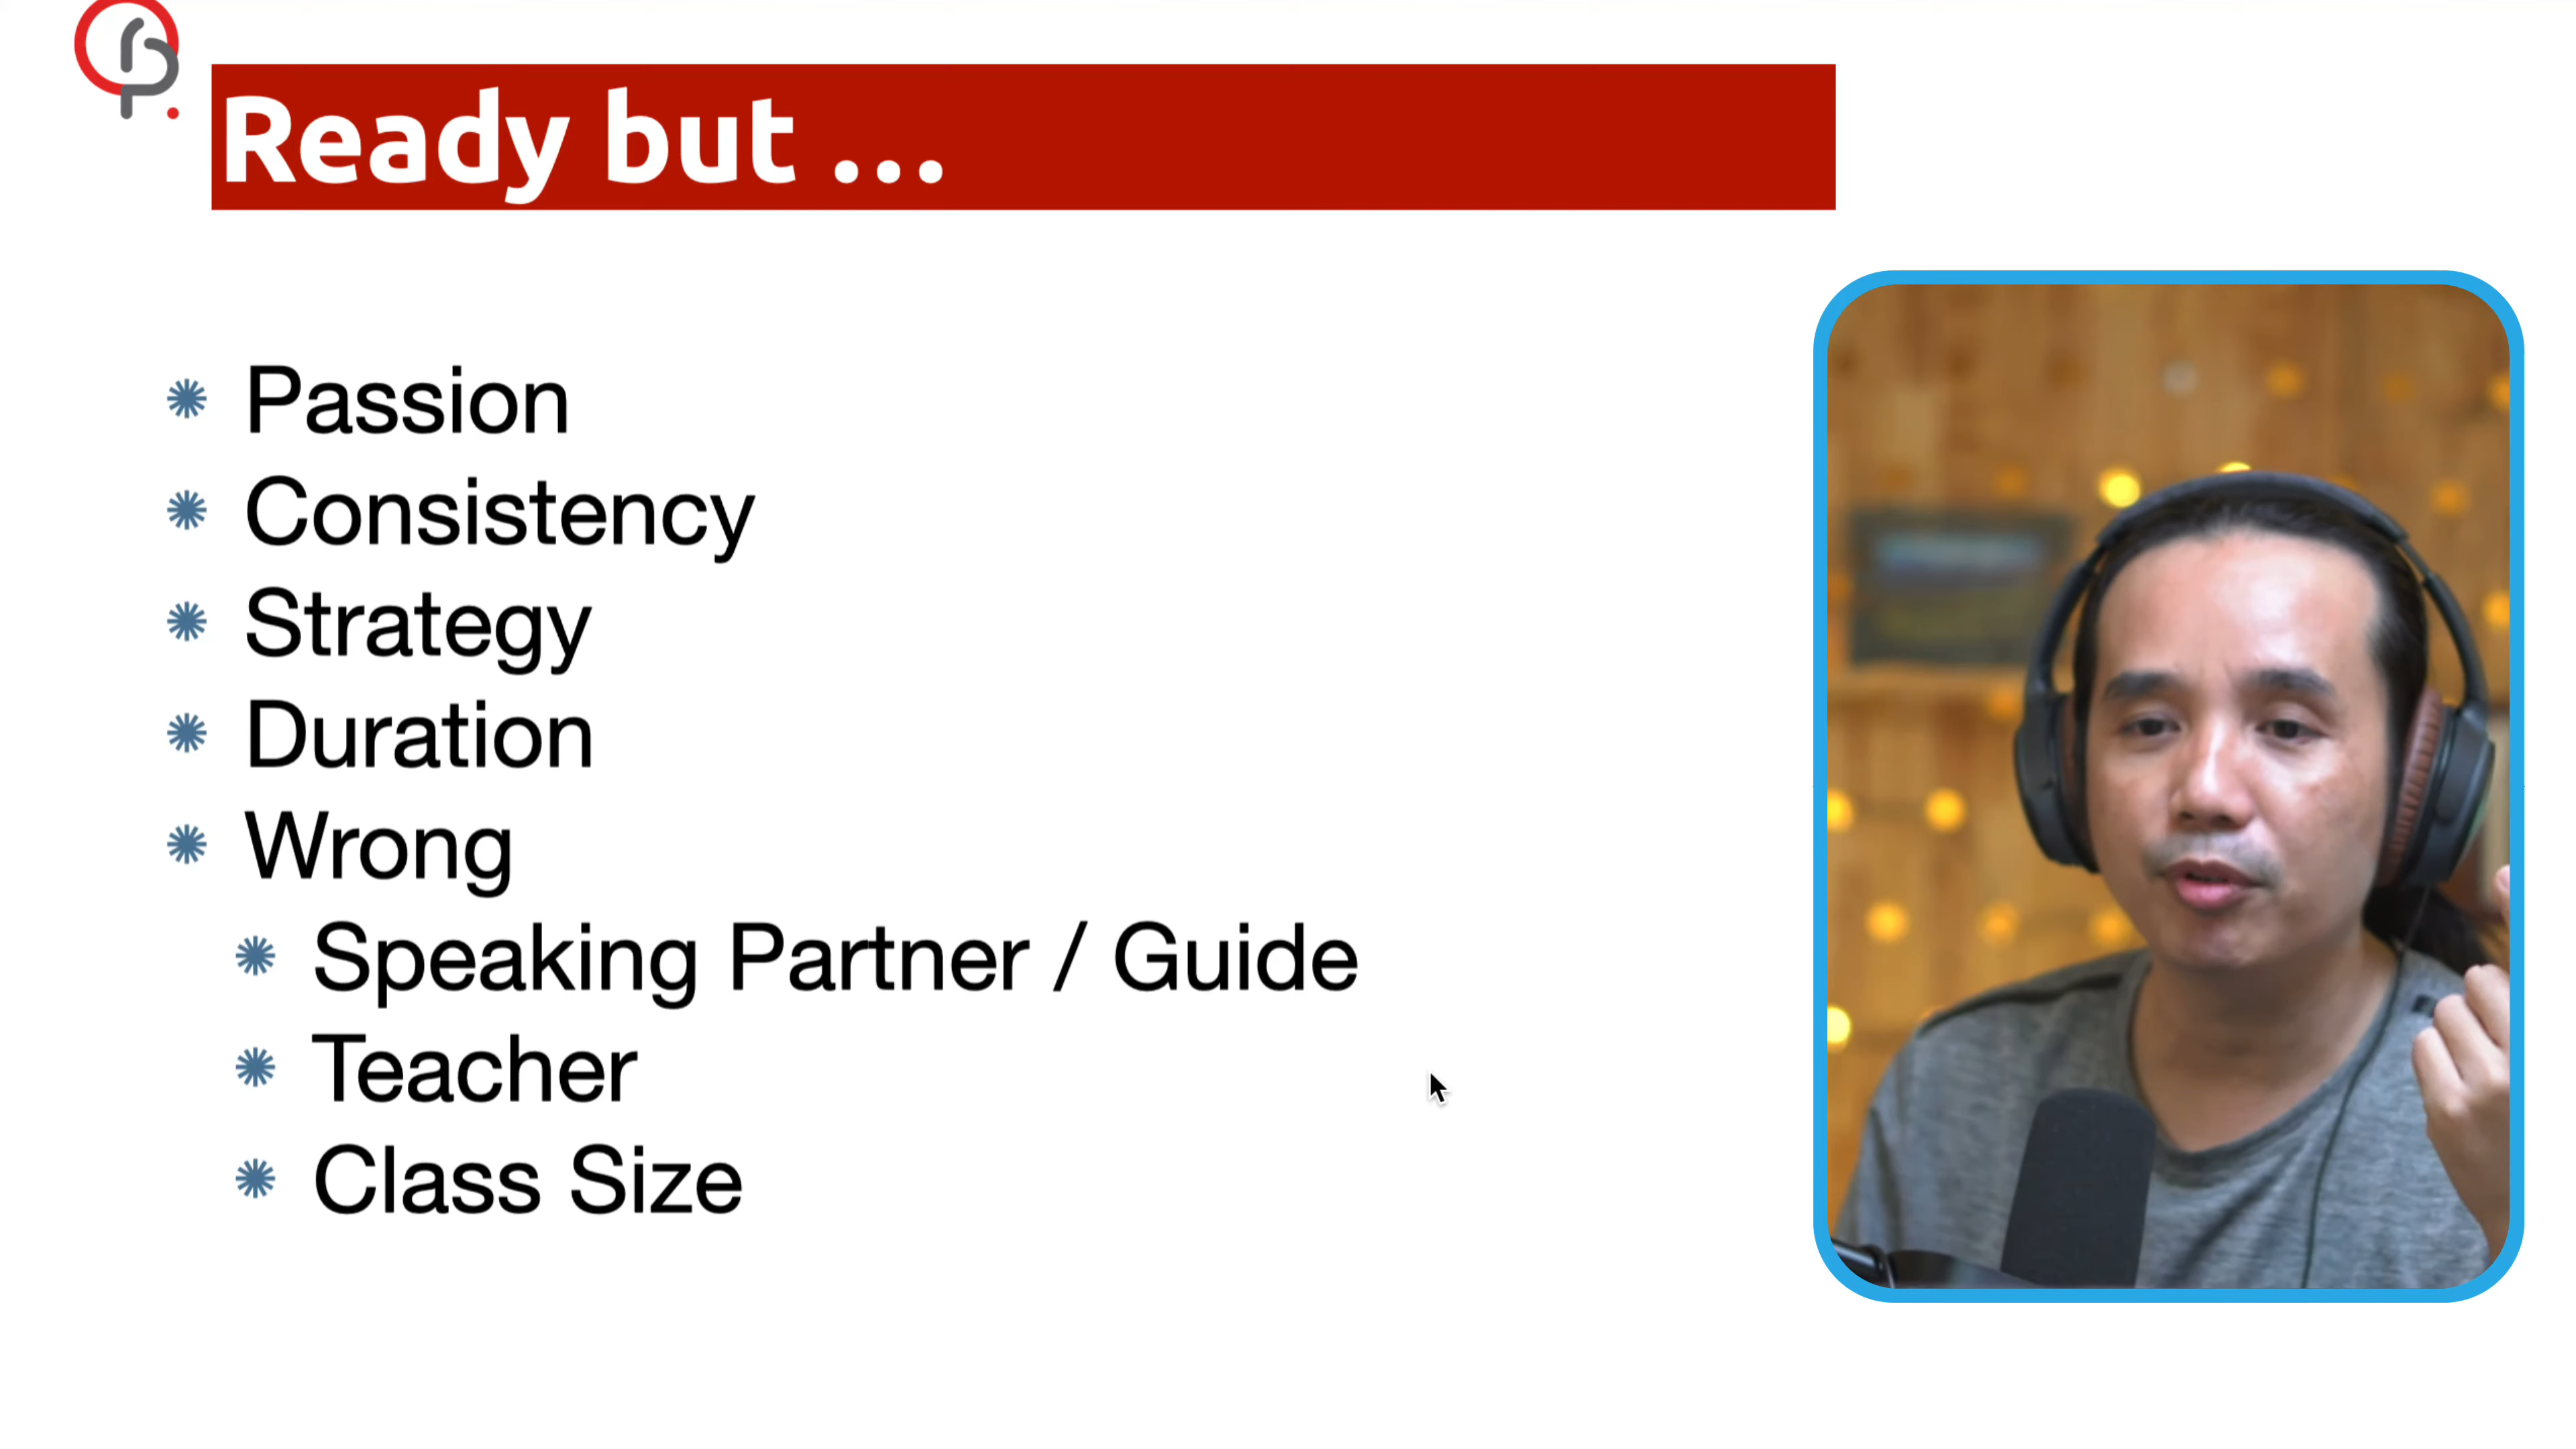 Ready but ...
Passion
Consistency
Strategy
Duration
Wrong
Speaking Partner / Guide
Teacher
Class Size